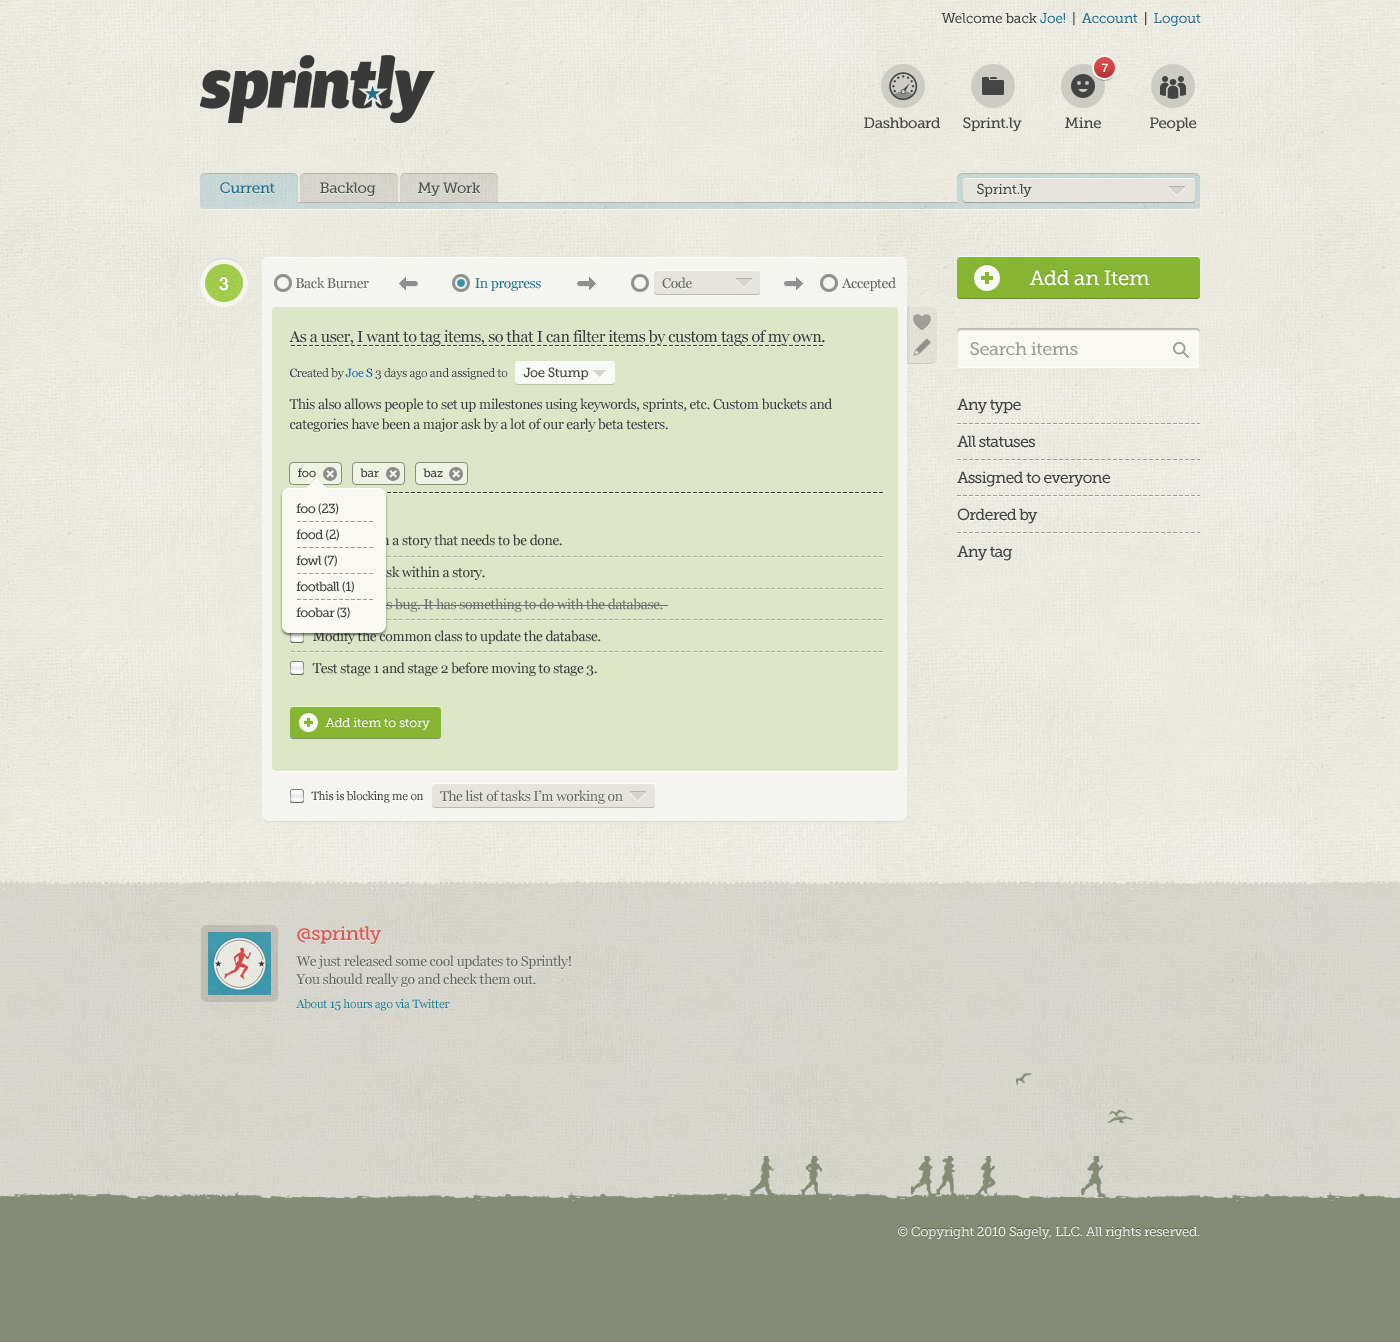 Welcome back Joe! | Account | Logout
sprintly
7
Dashboard Sprint.ly Mine People
Current Backlog My Work Sprint.ly
3
Back Burner In progress Code Accepted
Add an Item
As a user, I want to tag items, so that I can filter items by custom tags of my own.
Search items
Created by Joe S 3 days ago and assigned to Joe Stump
This also allows people to set up milestones using keywords, sprints, etc. Custom buckets and
categories have been a major ask by a lot of our early beta testers.
Any type
All statuses
Assigned to everyone
Ordered by
Any tag
foo bar baz
foo (23)
food (2)
fowl (7)
football (1)
foobar (3)
a story that needs to be done.
within a story.
bug. It has something to do with the database.
Modify the common class to update the database.
Test stage 1 and stage 2 before moving to stage 3.
Add item to story
This is blocking me on The list of tasks I'm working on
@sprintly
We just released some cool updates to Sprintly!
You should really go and check them out.
About 15 hours ago via Twitter
© Copyright 2010 Sagely, LLC. All rights reserved.